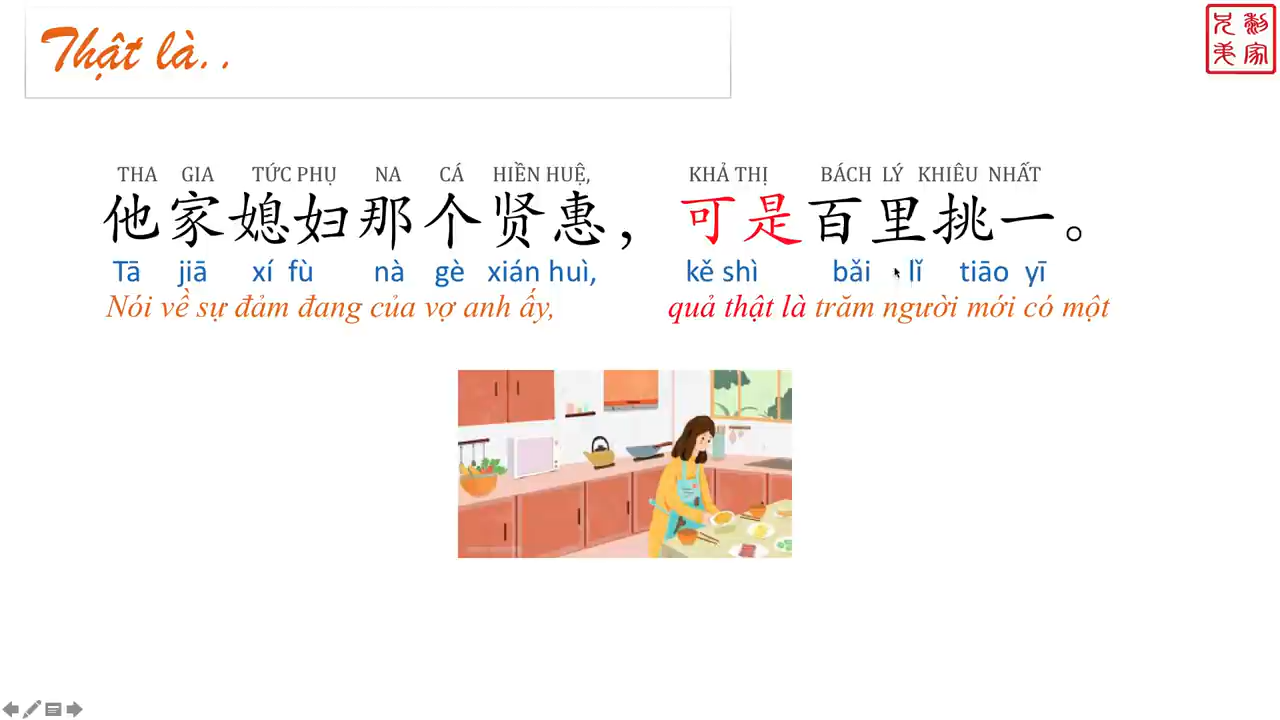 Thật là..
THA GIA TỨC PHỤ NA CÁ HIỀN HUỆ, KHẢ THỊ BÁCH LÝ KHIÊU NHẤT
他家媳妇那个贤惠，可是百里挑一。
Tā jiā xí fù nà gè xián huì, kě shì bǎi lǐ tiāo yī
Nói về sự đảm đang của vợ anh ấy, quả thật là trăm người mới có một